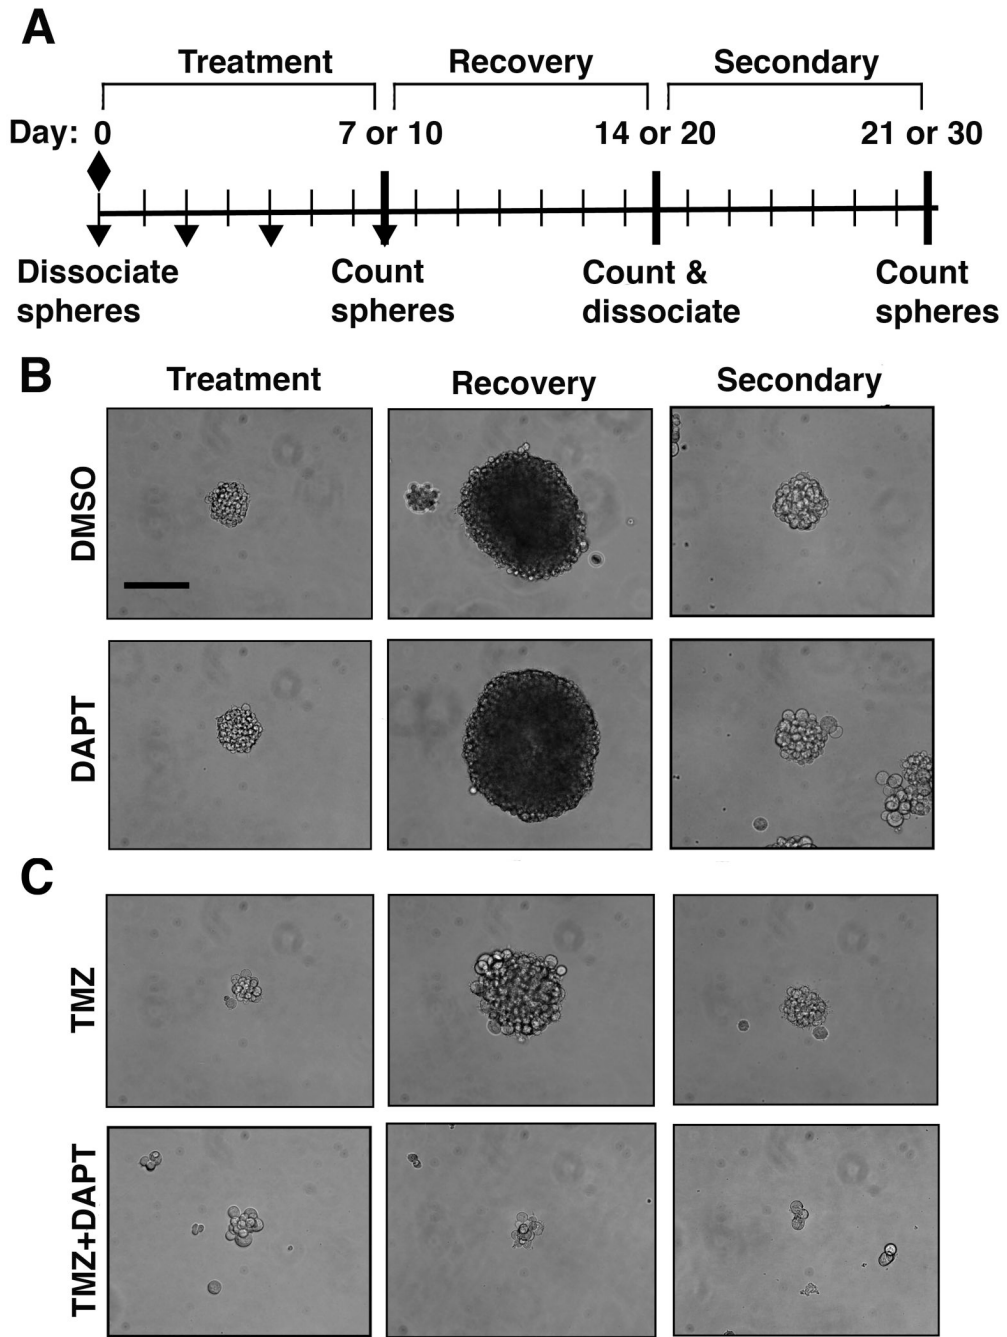 A
Treatment Recovery Secondary
Day: 0 7 or 10 14 or 20 21 or 30
Dissociate spheres
Count spheres
Count & dissociate
Count spheres
B
Treatment Recovery Secondary
DMSO
DAPT
C
TMZ
TMZ+DAPT